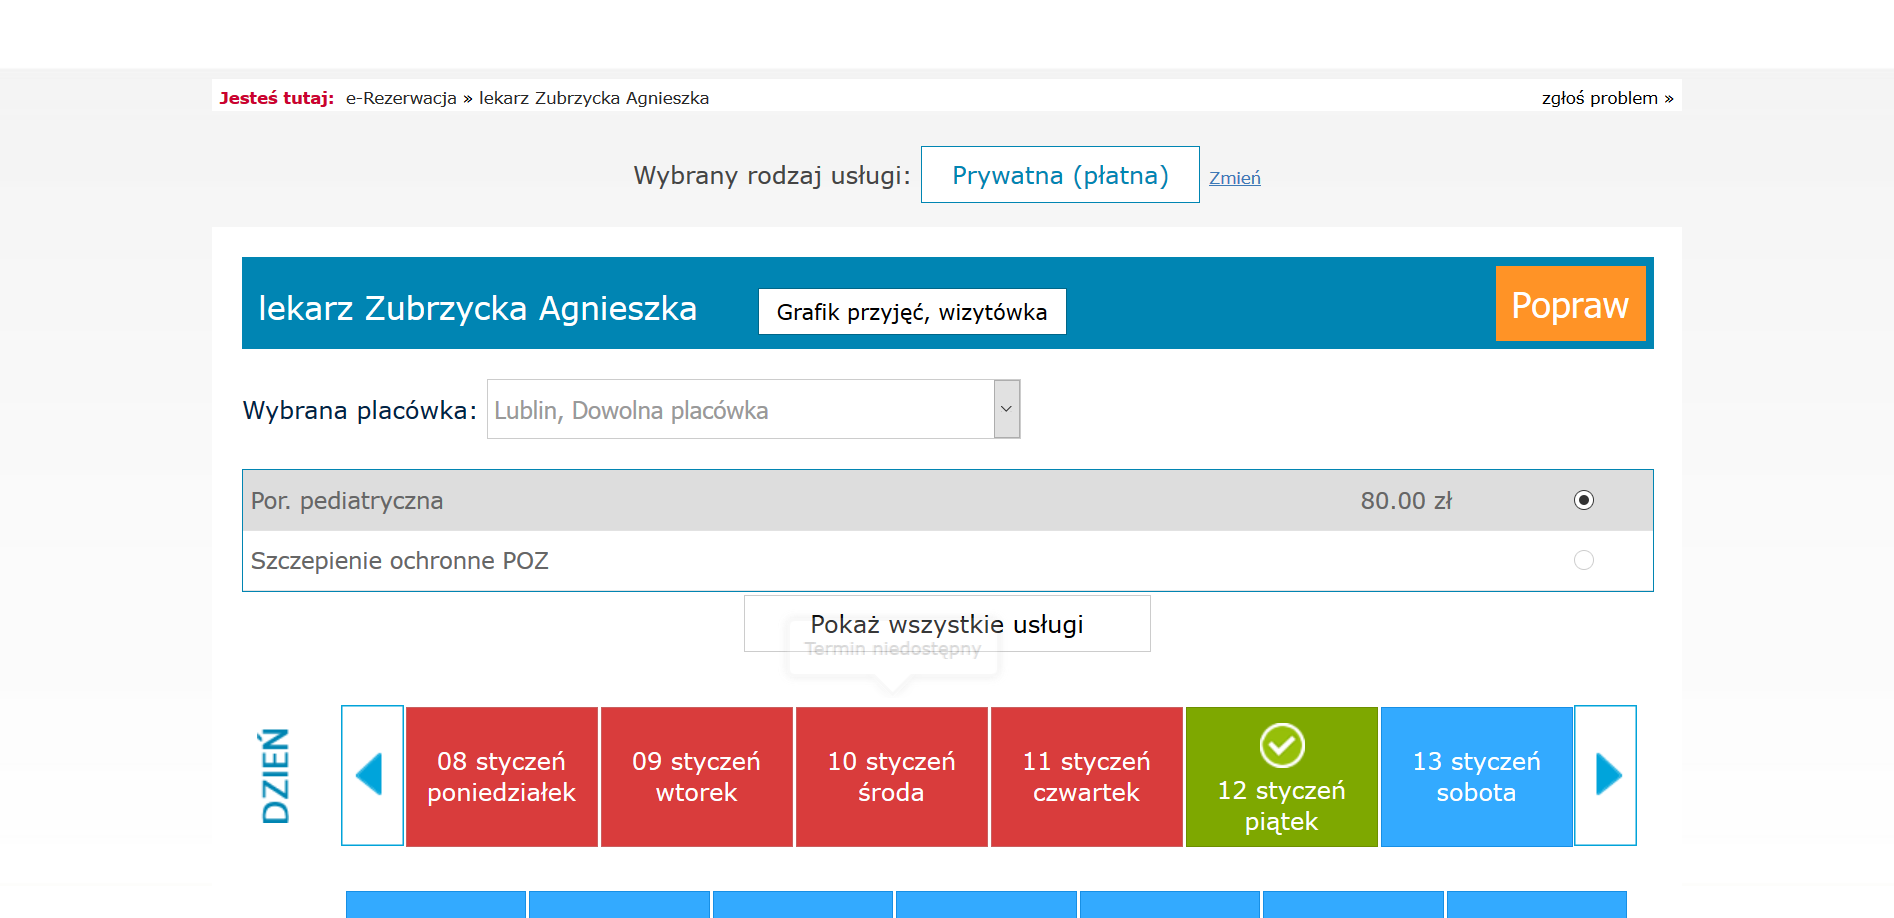 Jesteś tutaj: e-Rezerwacja » lekarz Zubrzycka Agnieszka zgłoś problem »
Wybrany rodzaj usługi: Prywatna (płatna) Zmień
lekarz Zubrzycka Agnieszka Grafik przyjęć, wizytówka Popraw
Wybrana placówka: Lublin, Dowolna placówka
Por. pediatryczna 80.00 zł
Szczepienie ochronne POZ
Pokaż wszystkie usługi
Termin niedostępny
DZIEŃ
08 styczeń
poniedziałek
09 styczeń
wtorek
10 styczeń
środa
11 styczeń
czwartek
12 styczeń
piątek
13 styczeń
sobota